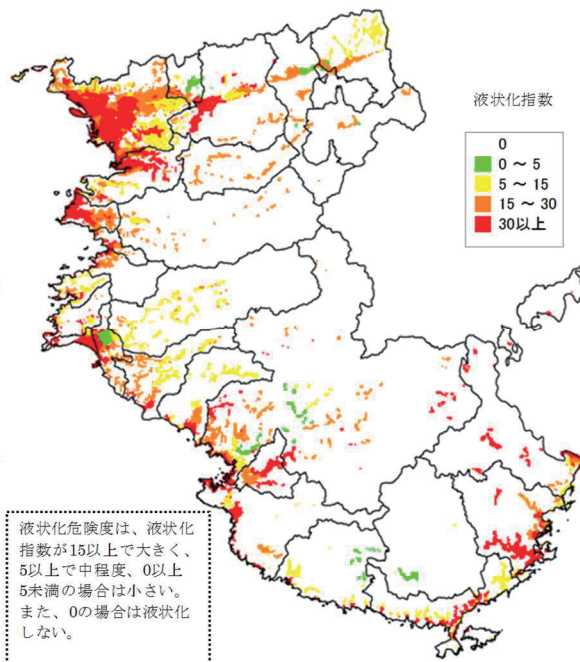 液状化指数
0
0 ～ 5
5 ～ 15
15 ～ 30
30以上
液状化危険度は、液状化
指数が15以上で大きく、
5以上で中程度、0以上
5未満の場合は小さい。
また、0の場合は液状化
しない。